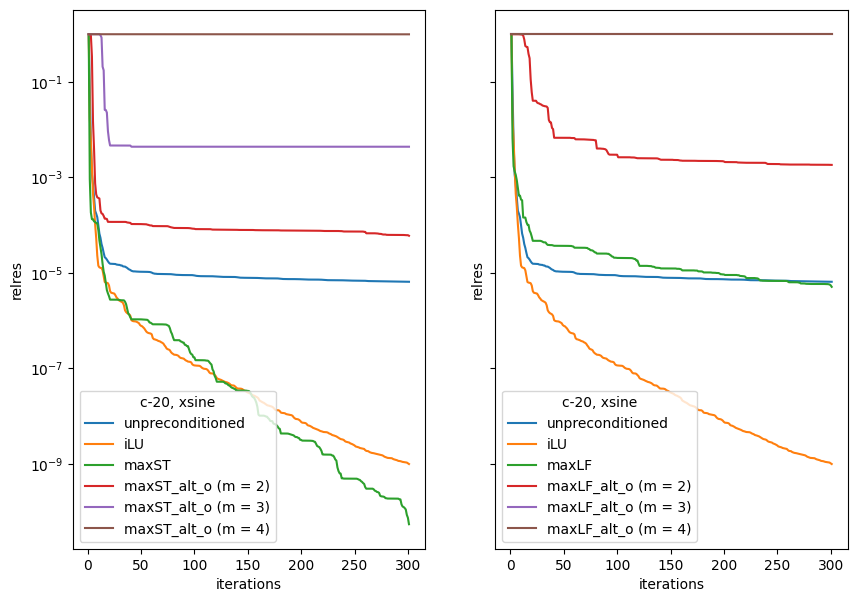 10⁻¹
10⁻³
10⁻⁵
10⁻⁷
10⁻⁹
relres
0 50 100 150 200 250 300
iterations
c-20, xsine
unpreconditioned
iLU
maxST
maxST_alt_o (m = 2)
maxST_alt_o (m = 3)
maxST_alt_o (m = 4)
relres
0 50 100 150 200 250 300
iterations
c-20, xsine
unpreconditioned
iLU
maxLF
maxLF_alt_o (m = 2)
maxLF_alt_o (m = 3)
maxLF_alt_o (m = 4)